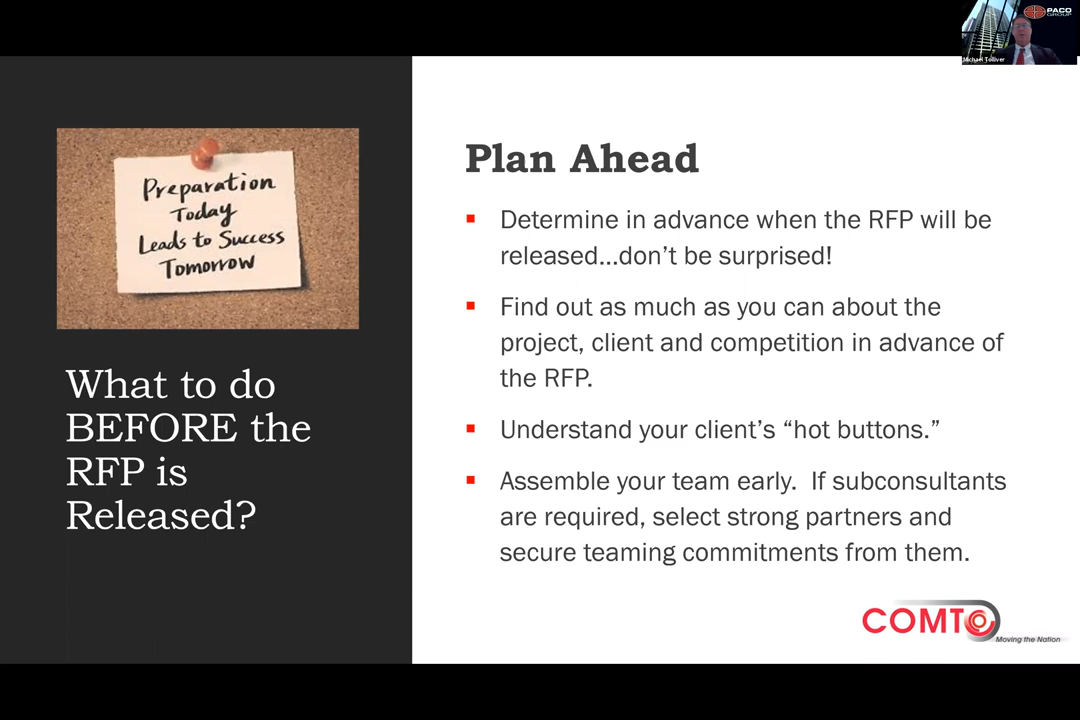 PACO
GROUP
Michael Tolliver
Preparation
Today
Leads to Success
Tomorrow
What to do
BEFORE the
RFP is
Released?
Plan Ahead
Determine in advance when the RFP will be
released...don’t be surprised!
Find out as much as you can about the
project, client and competition in advance of
the RFP.
Understand your client’s “hot buttons.”
Assemble your team early.  If subconsultants
are required, select strong partners and
secure teaming commitments from them.
COMTO
Moving the Nation